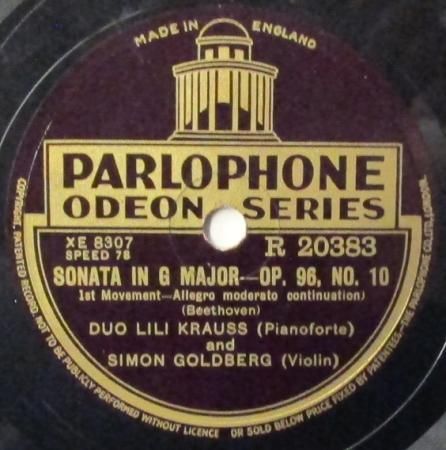 MADE IN ENGLAND
PARLOPHONE
ODEON SERIES
XE 8307
SPEED 78
R 20383
SONATA IN G MAJOR—OP. 96, NO. 10
1st Movement—Allegro moderato continuation)
(Beethoven)
DUO LILI KRAUSS (Pianoforte)
and
SIMON GOLDBERG (Violin)
COPYRIGHT, PATENTED RECORD, NOT TO BE PUBLICLY PERFORMED WITHOUT LICENCE OR SOLD BELOW PRICE FIXED BY PATENTEES—THE PARLOPHONE CO. LTD., LONDON.